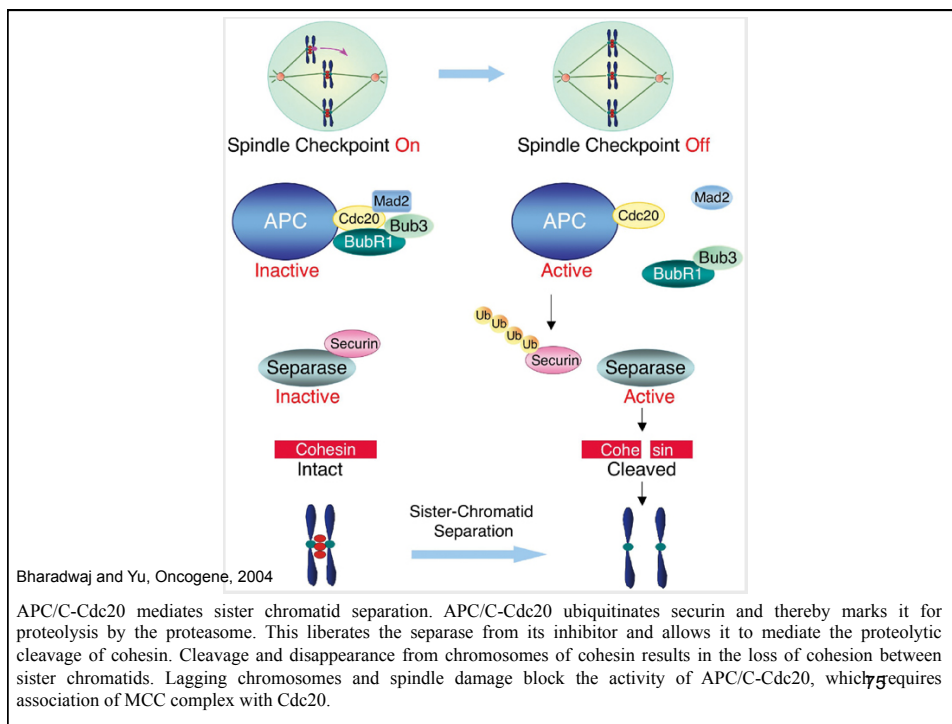 Spindle Checkpoint On
Spindle Checkpoint Off
APC
Cdc20
Mad2
Bub3
BubR1
Inactive
APC
Cdc20
Active
Mad2
Bub3
BubR1
Securin
Separase
Inactive
Ub
Ub
Ub
Ub
Securin
Separase
Active
Cohesin
Intact
Cohe sin
Cleaved
Sister-Chromatid
Separation
Bharadwaj and Yu, Oncogene, 2004
APC/C-Cdc20 mediates sister chromatid separation. APC/C-Cdc20 ubiquitinates securin and thereby marks it for
proteolysis by the proteasome. This liberates the separase from its inhibitor and allows it to mediate the proteolytic
cleavage of cohesin. Cleavage and disappearance from chromosomes of cohesin results in the loss of cohesion between
sister chromatids. Lagging chromosomes and spindle damage block the activity of APC/C-Cdc20, which requires
association of MCC complex with Cdc20.
75